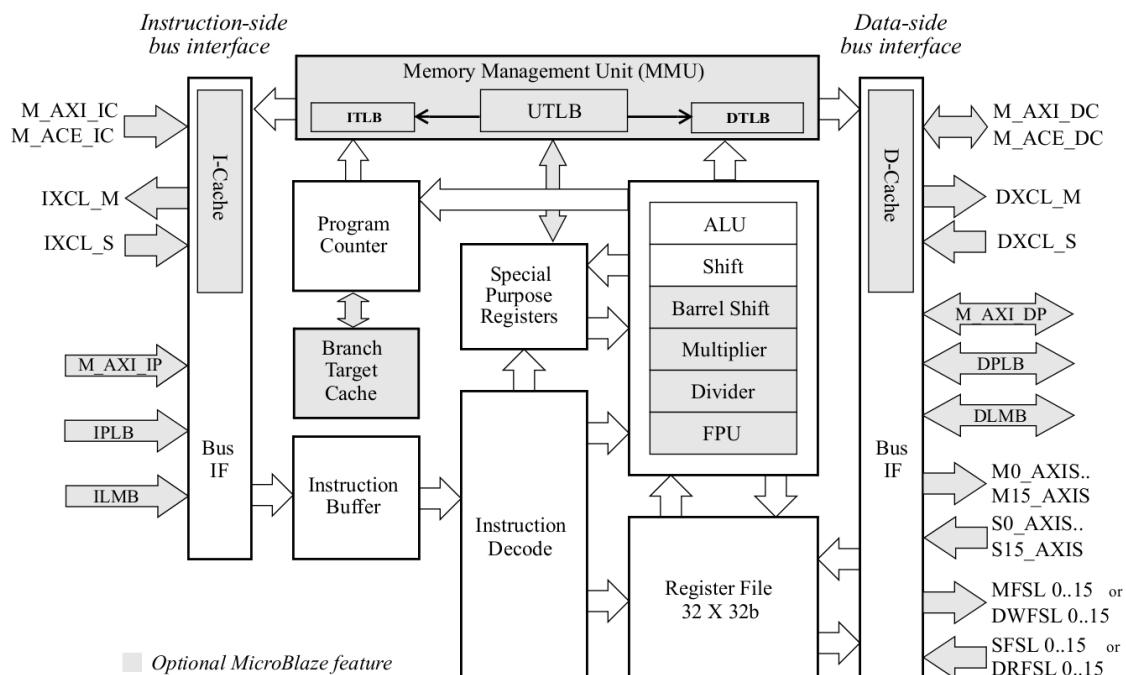 Instruction-side
bus interface
Data-side
bus interface
Memory Management Unit (MMU)
ITLB
UTLB
DTLB
M_AXI_IC
M_ACE_IC
IXCL_M
IXCL_S
I-Cache
M_AXI_IP
IPLB
ILMB
Bus
IF
Program
Counter
Branch
Target
Cache
Instruction
Buffer
Special
Purpose
Registers
Instruction
Decode
ALU
Shift
Barrel Shift
Multiplier
Divider
FPU
Register File
32 X 32b
D-Cache
Bus
IF
M_AXI_DC
M_ACE_DC
DXCL_M
DXCL_S
M_AXI_DP
DPLB
DLMB
M0_AXIS..
M15_AXIS
S0_AXIS..
S15_AXIS
MFSL 0..15 or
DWFSL 0..15
SFSL 0..15 or
DRFSL 0..15
Optional MicroBlaze feature